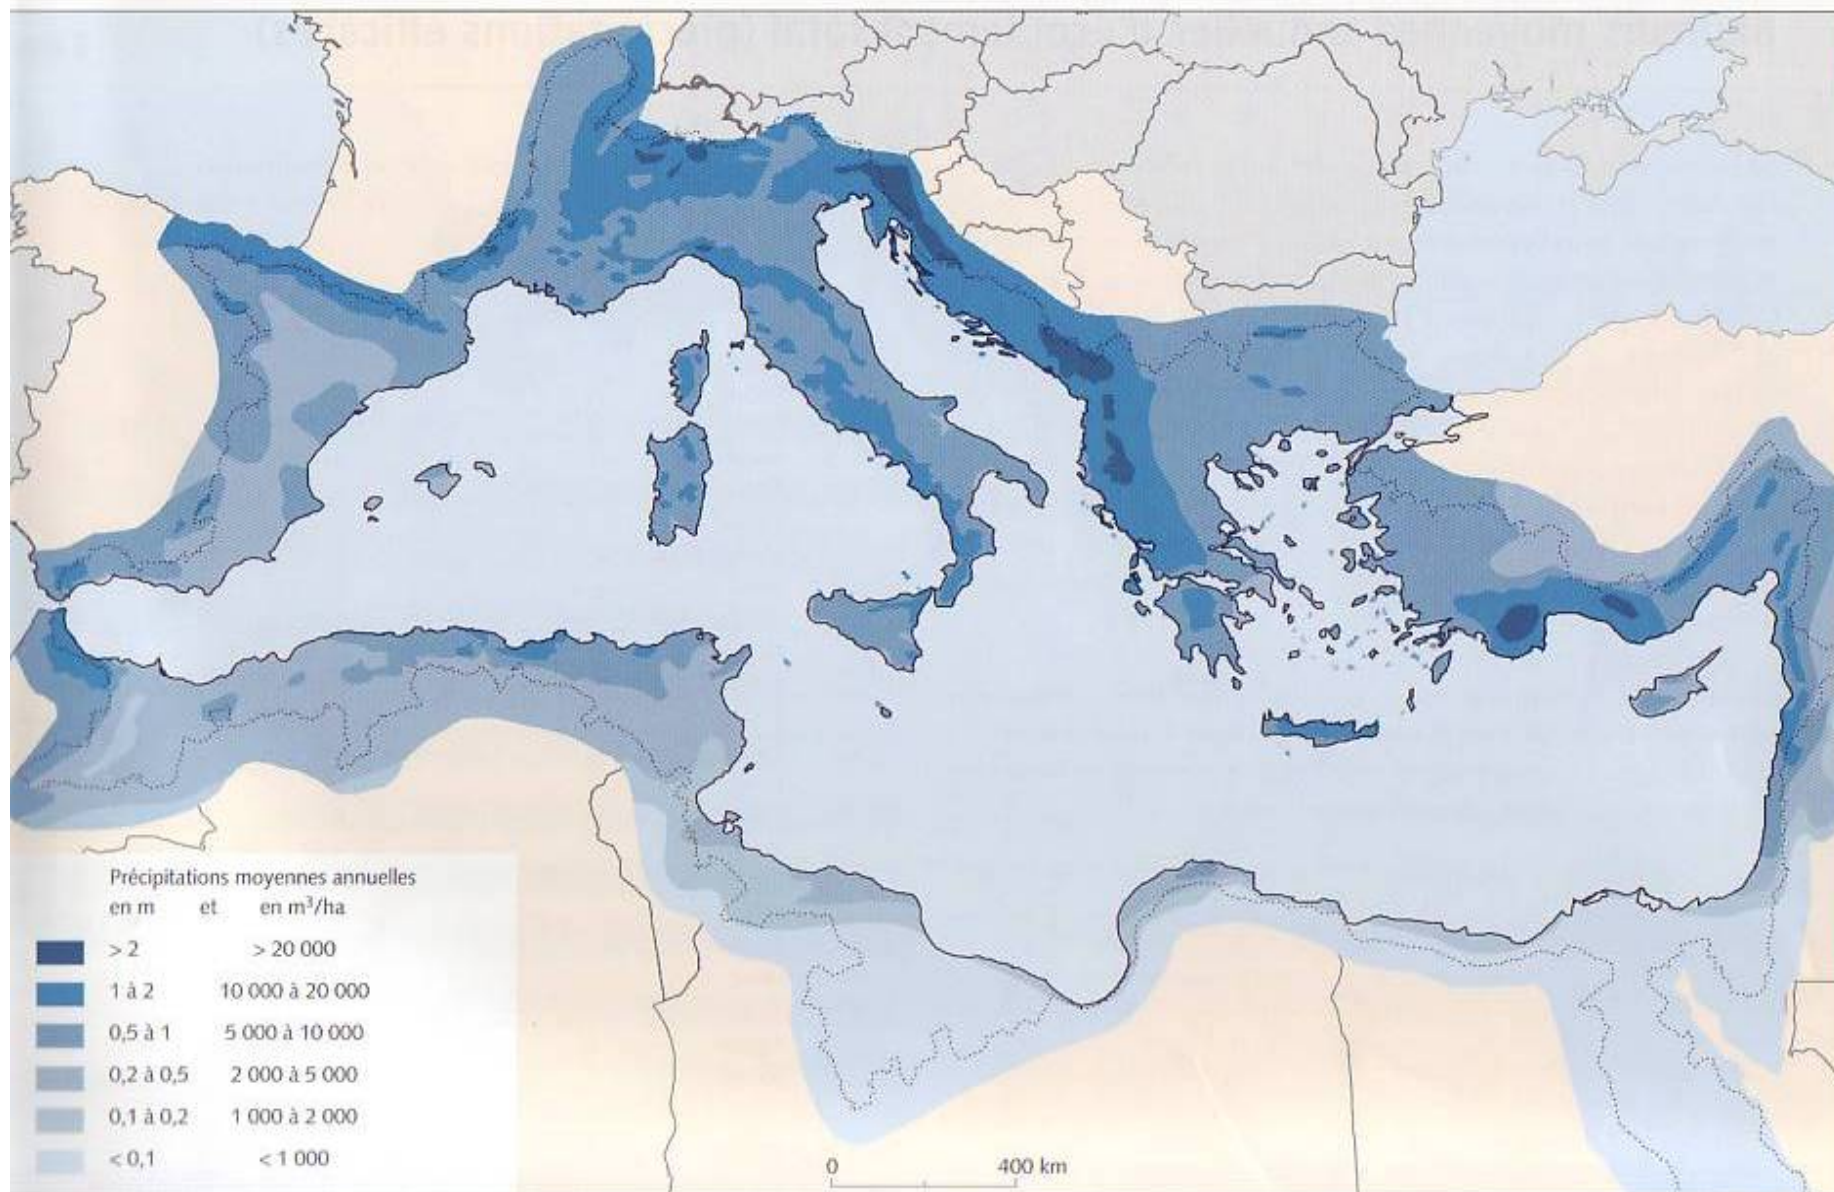 Précipitations moyennes annuelles
en m et en m³/ha
> 2 > 20 000
1 à 2 10 000 à 20 000
0,5 à 1 5 000 à 10 000
0,2 à 0,5 2 000 à 5 000
0,1 à 0,2 1 000 à 2 000
< 0,1 < 1 000
0 400 km